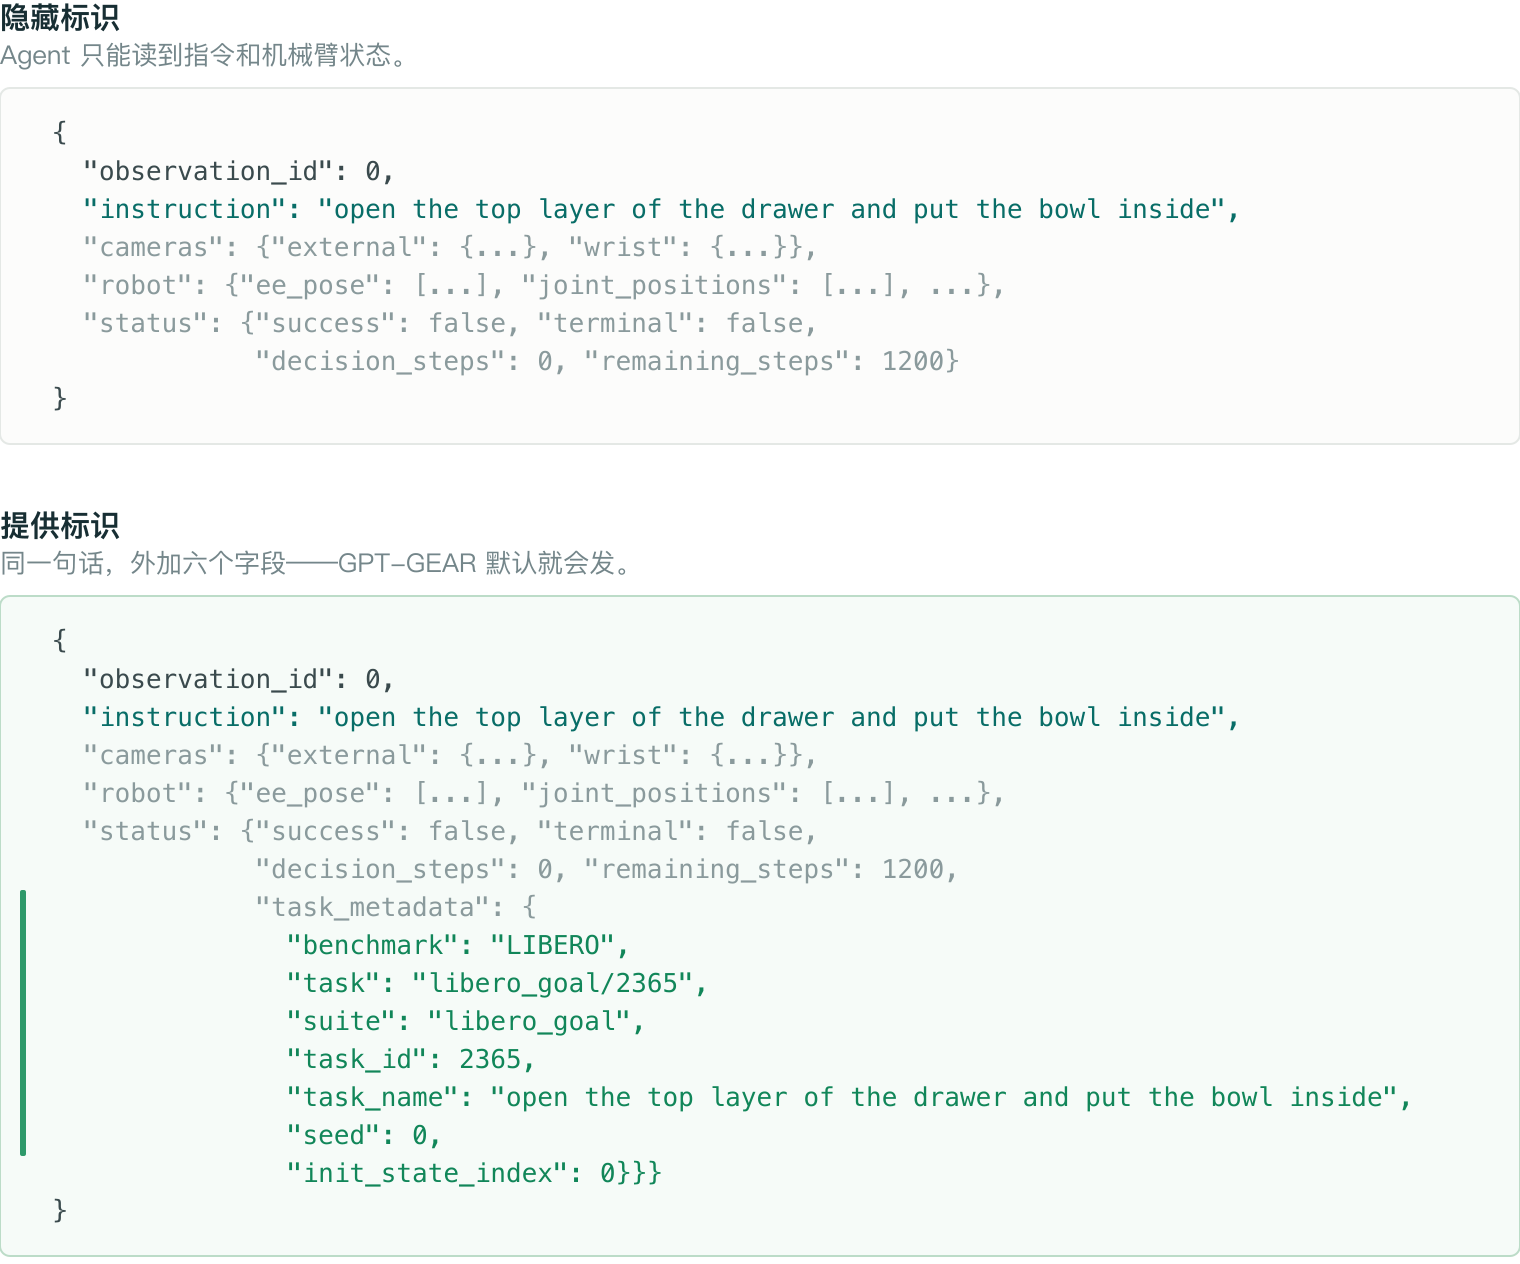 隐藏标识
Agent 只能读到指令和机械臂状态。
{
  "observation_id": 0,
  "instruction": "open the top layer of the drawer and put the bowl inside",
  "cameras": {"external": {...}, "wrist": {...}},
  "robot": {"ee_pose": [...], "joint_positions": [...], ...},
  "status": {"success": false, "terminal": false,
             "decision_steps": 0, "remaining_steps": 1200}
}
提供标识
同一句话，外加六个字段——GPT-GEAR 默认就会发。
{
  "observation_id": 0,
  "instruction": "open the top layer of the drawer and put the bowl inside",
  "cameras": {"external": {...}, "wrist": {...}},
  "robot": {"ee_pose": [...], "joint_positions": [...], ...},
  "status": {"success": false, "terminal": false,
             "decision_steps": 0, "remaining_steps": 1200,
             "task_metadata": {
               "benchmark": "LIBERO",
               "task": "libero_goal/2365",
               "suite": "libero_goal",
               "task_id": 2365,
               "task_name": "open the top layer of the drawer and put the bowl inside",
               "seed": 0,
               "init_state_index": 0}}}
}